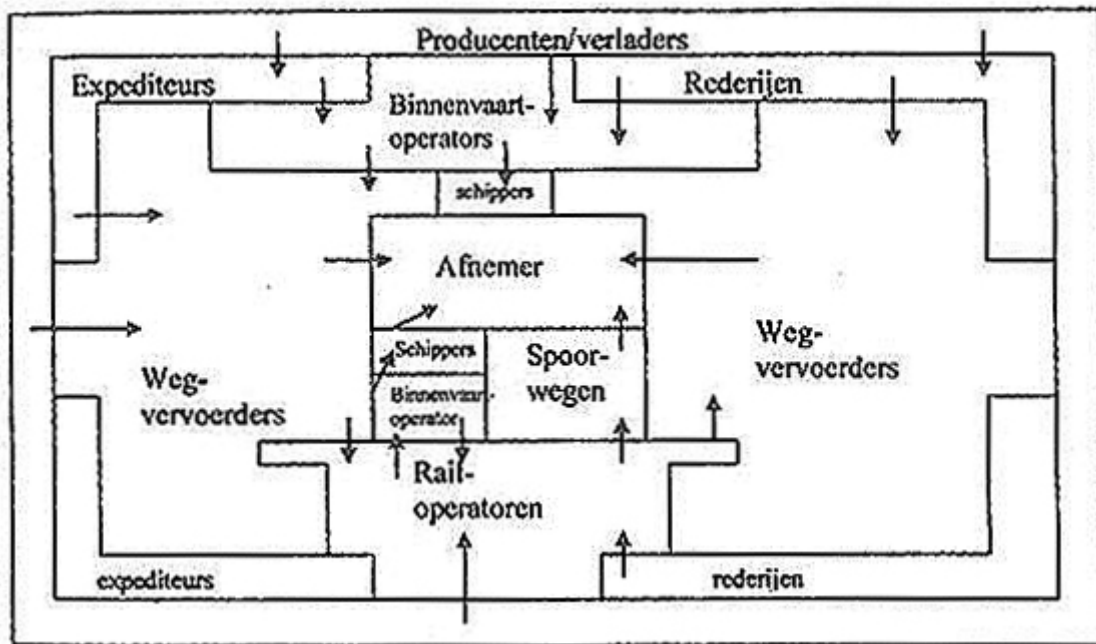 Producenten/verladers
Expediteurs
Rederijen
Binnenvaart-
operators
schippers
Afnemer
Weg-
vervoerders
Schippers
Binnenvaart-
operator
Spoor-
wegen
Weg-
vervoerders
Rail-
operatoren
expediteurs
rederijen